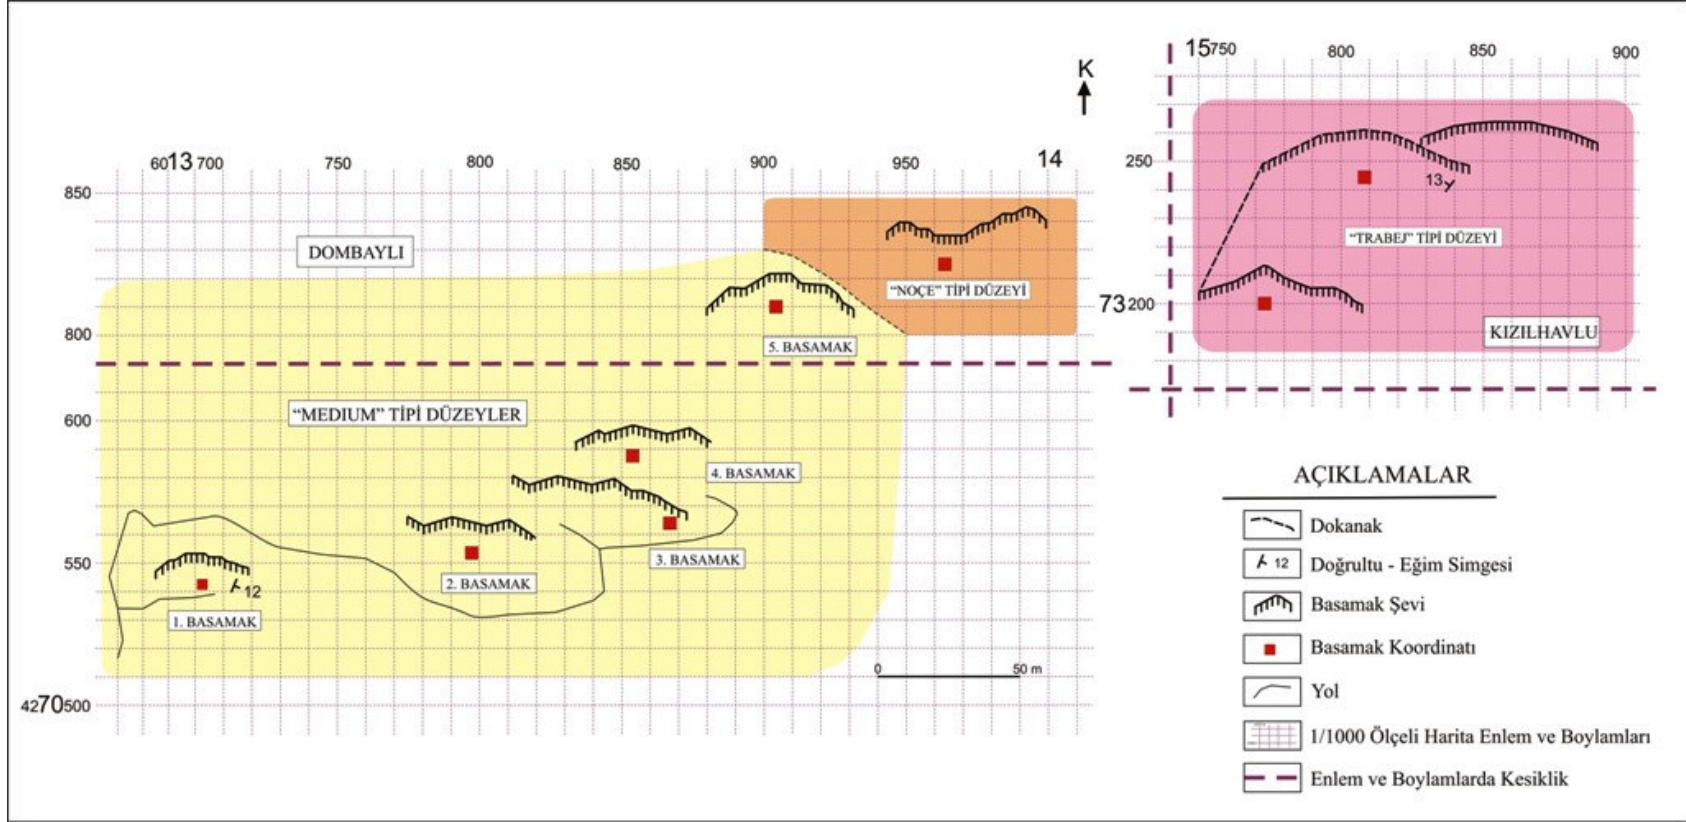 K
15750 800 850 900
6013700 750 800 850 900 950 14
850
DOMBAYLI
"NOÇE" TİPİ DÜZEYİ
800
5. BASAMAK
"MEDIUM" TİPİ DÜZEYLER
600
4. BASAMAK
3. BASAMAK
550
2. BASAMAK
12
1. BASAMAK
0 50 m
4270500
250
13
"TRABEJ" TİPİ DÜZEYİ
73200
KIZILHAVLU
AÇIKLAMALAR
Dokanak
12 Doğrultu - Eğim Simgesi
Basamak Şevi
Basamak Koordinatı
Yol
1/1000 Ölçeli Harita Enlem ve Boylamları
Enlem ve Boylamlarda Kesiklik